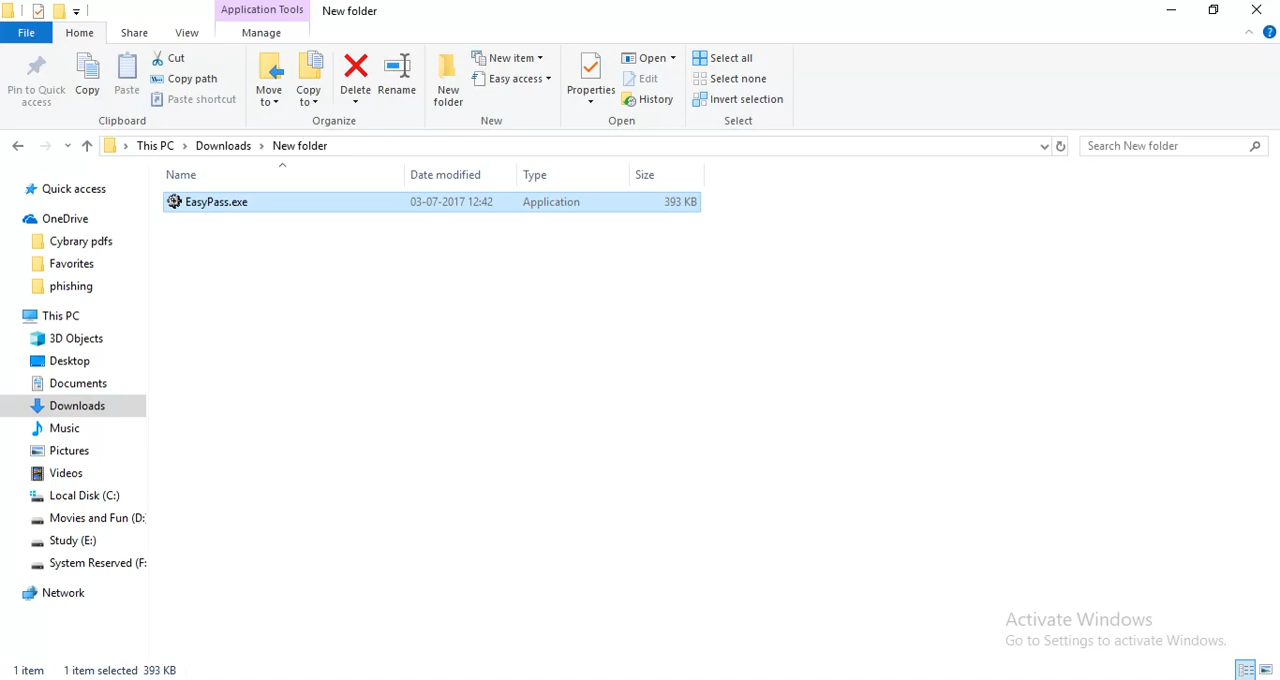 Application Tools
New folder
File
Home
Share
View
Manage
Pin to Quick access
Copy
Paste
Cut
Copy path
Paste shortcut
Clipboard
Move to
Copy to
Delete
Rename
Organize
New folder
New item
Easy access
New
Properties
Open
Edit
History
Open
Select all
Select none
Invert selection
Select
This PC
Downloads
New folder
Search New folder
Name
Date modified
Type
Size
EasyPass.exe
03-07-2017 12:42
Application
393 KB
Quick access
OneDrive
Cybrary pdfs
Favorites
phishing
This PC
3D Objects
Desktop
Documents
Downloads
Music
Pictures
Videos
Local Disk (C:)
Movies and Fun (D:
Study (E:)
System Reserved (F:
Network
Activate Windows
Go to Settings to activate Windows.
1 item
1 item selected 393 KB